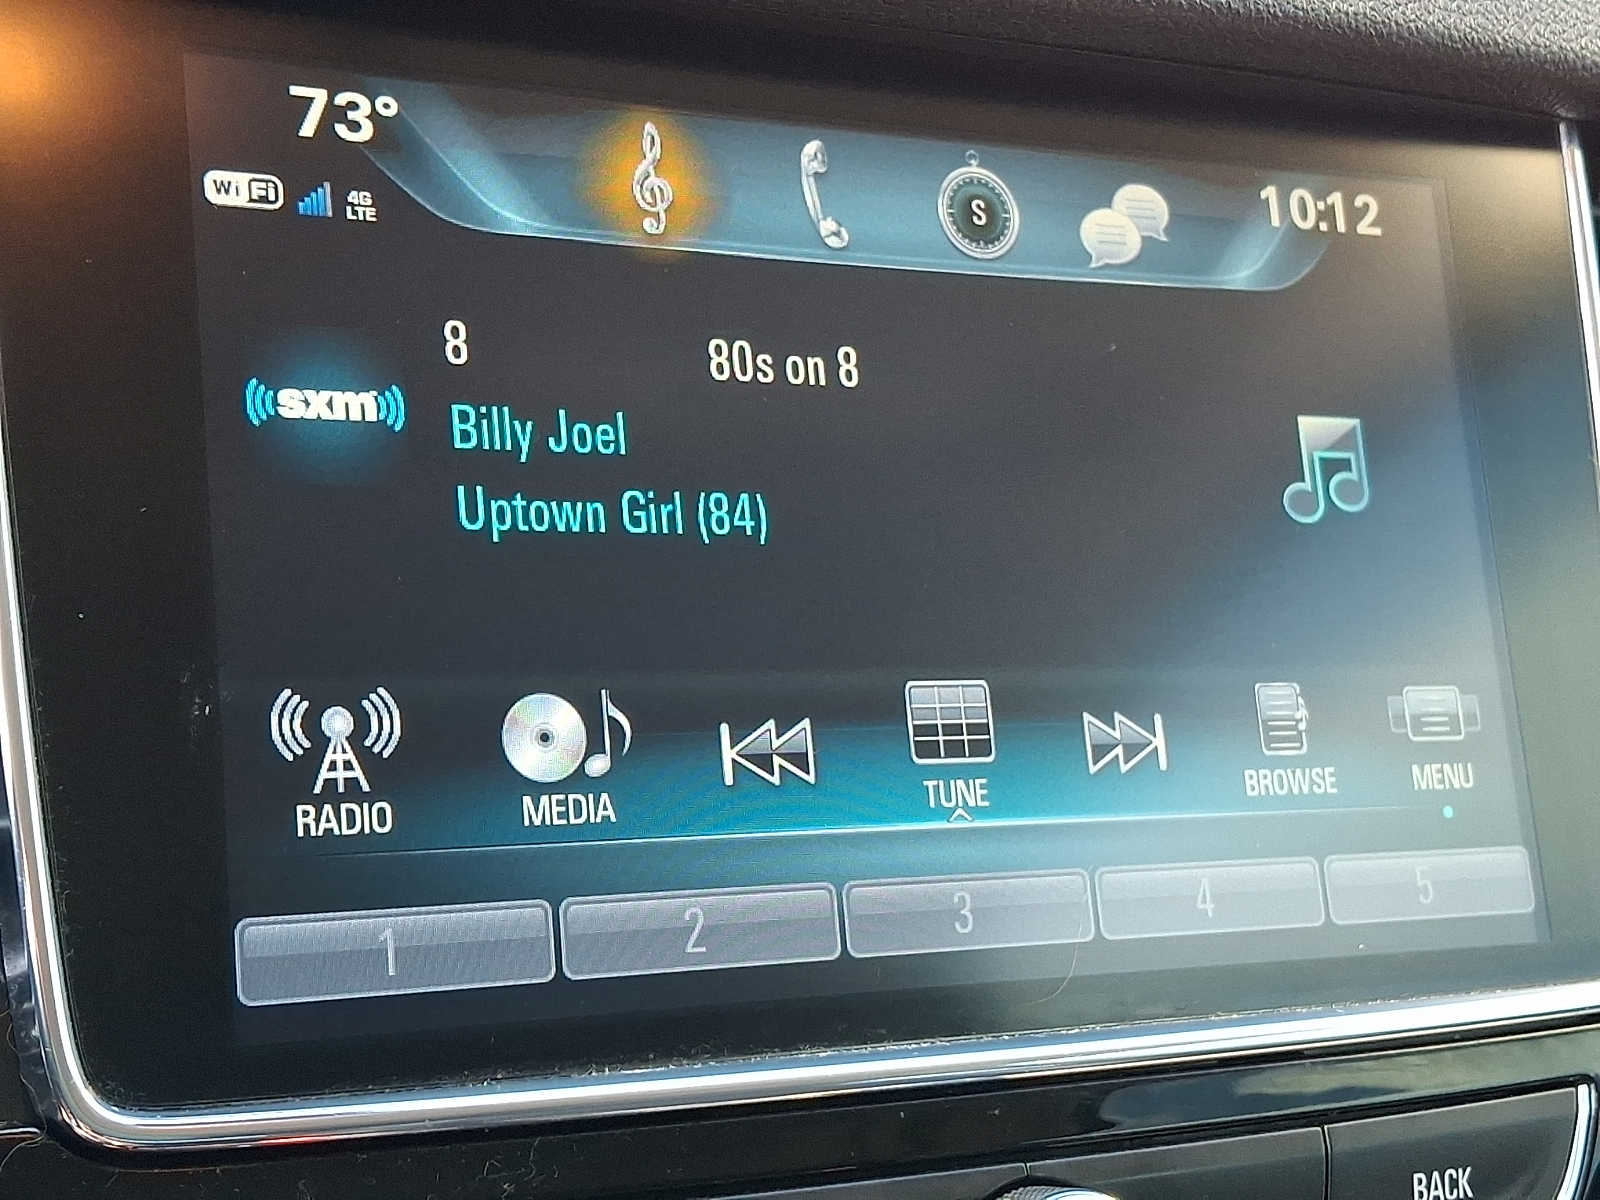 73°
WiFi
4G
LTE
S
10:12
8
80s on 8
sxm
Billy Joel
Uptown Girl (84)
RADIO
MEDIA
TUNE
BROWSE
MENU
1
2
3
4
5
BACK